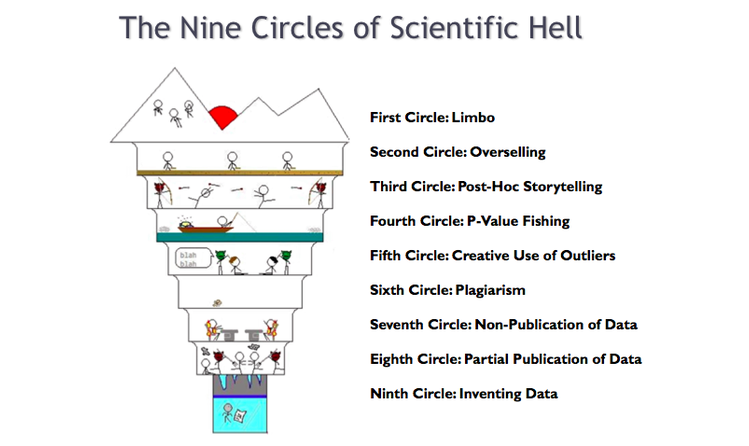 The Nine Circles of Scientific Hell
First Circle: Limbo
Second Circle: Overselling
Third Circle: Post-Hoc Storytelling
Fourth Circle: P-Value Fishing
blah
blah
Fifth Circle: Creative Use of Outliers
Sixth Circle: Plagiarism
Seventh Circle: Non-Publication of Data
Eighth Circle: Partial Publication of Data
Ninth Circle: Inventing Data